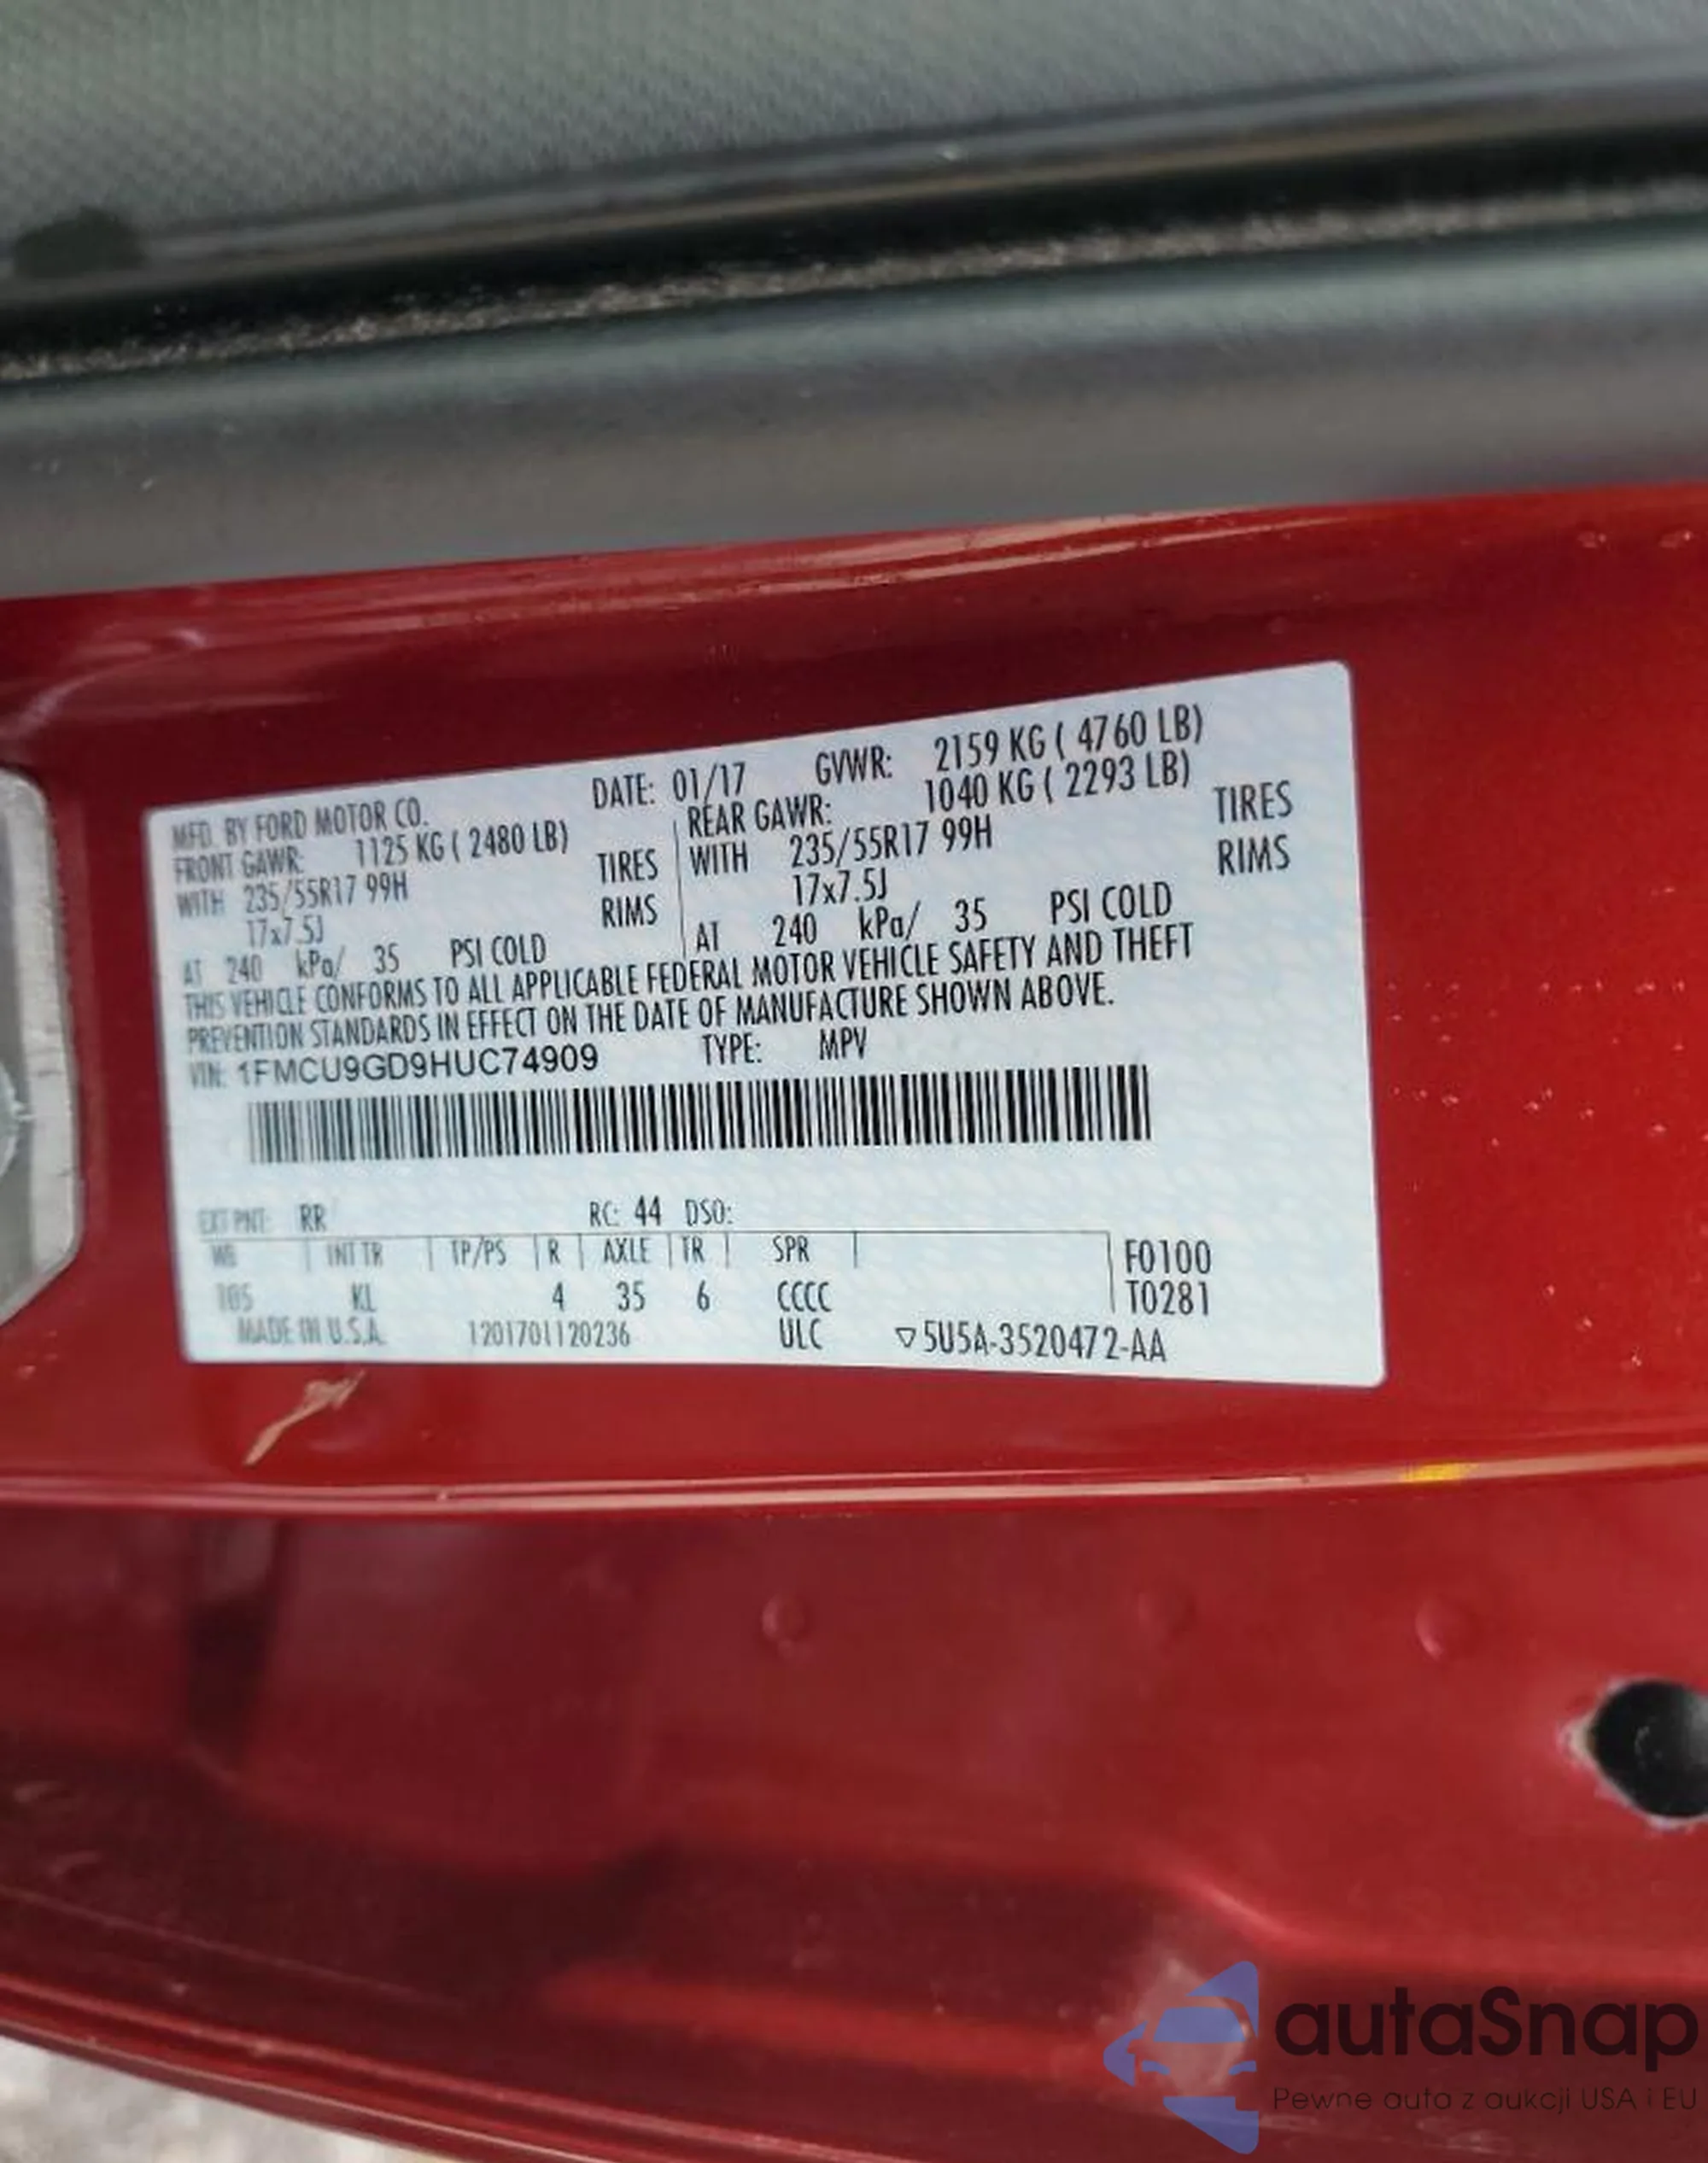 MFD. BY FORD MOTOR CO. DATE: 01/17 GVWR: 2159 KG ( 4760 LB)
FRONT GAWR: 1125 KG ( 2480 LB) REAR GAWR: 1040 KG ( 2293 LB)
WITH 235/55R17 99H TIRES WITH 235/55R17 99H TIRES
17x7.5J RIMS 17x7.5J RIMS
AT 240 kPa/ 35 PSI COLD AT 240 kPa/ 35 PSI COLD
THIS VEHICLE CONFORMS TO ALL APPLICABLE FEDERAL MOTOR VEHICLE SAFETY AND THEFT
PREVENTION STANDARDS IN EFFECT ON THE DATE OF MANUFACTURE SHOWN ABOVE.
VIN: 1FMCU9GD9HUC74909 TYPE: MPV
EXT PNT: RR RC: 44 DSO:
WB INT TR TP/PS R AXLE TR SPR F0100
105 KL 4 35 6 CCCC T0281
MADE IN U.S.A. 1201701120236 ULC ▽5U5A-3520472-AA
autaSnap
Pewne auta z aukcji USA i EU